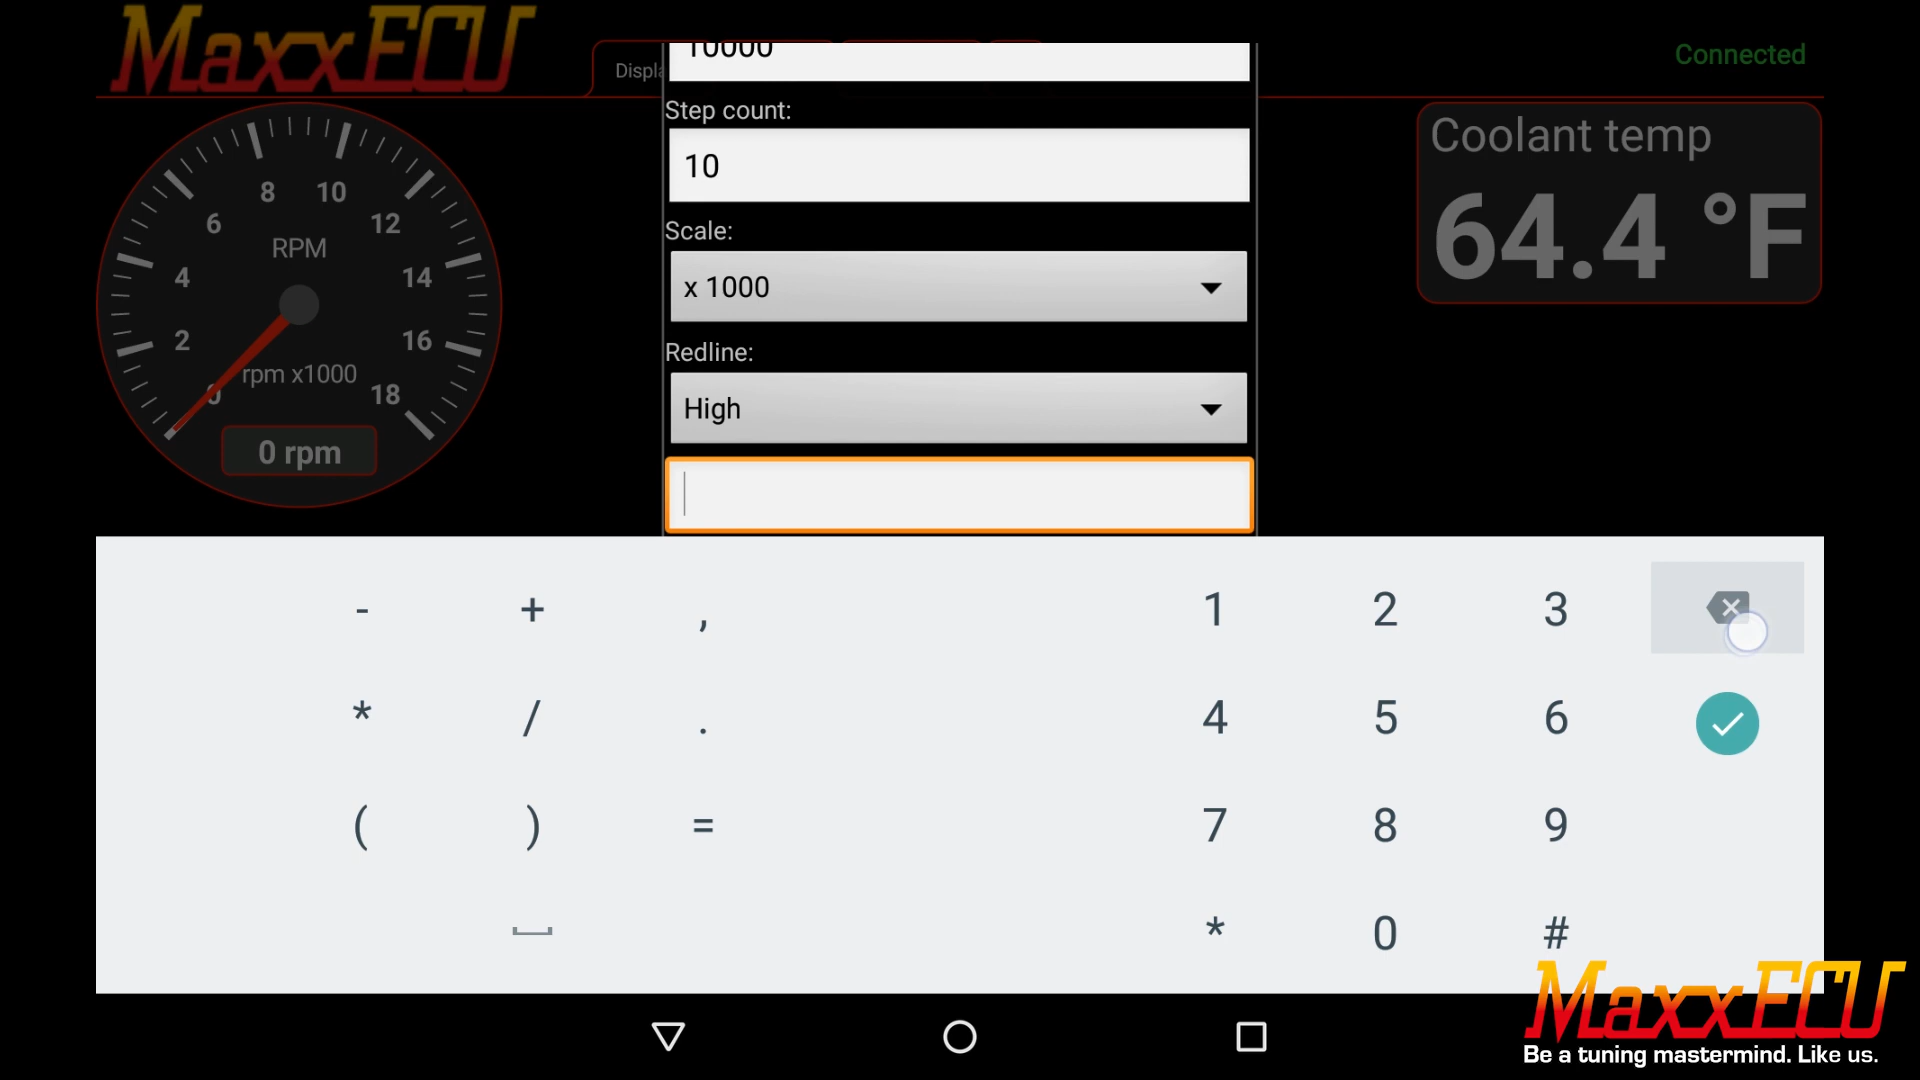 MaxxECU
Displa
Connected
10000
Step count:
10
Scale:
x 1000
Redline:
High
8 10
6 12
RPM
4 14
2 16
rpm x1000
0 18
0 rpm
Coolant temp
64.4 °F
- + , 1 2 3
* / . 4 5 6
( ) = 7 8 9
* 0 #
MaxxECU
Be a tuning mastermind. Like us.